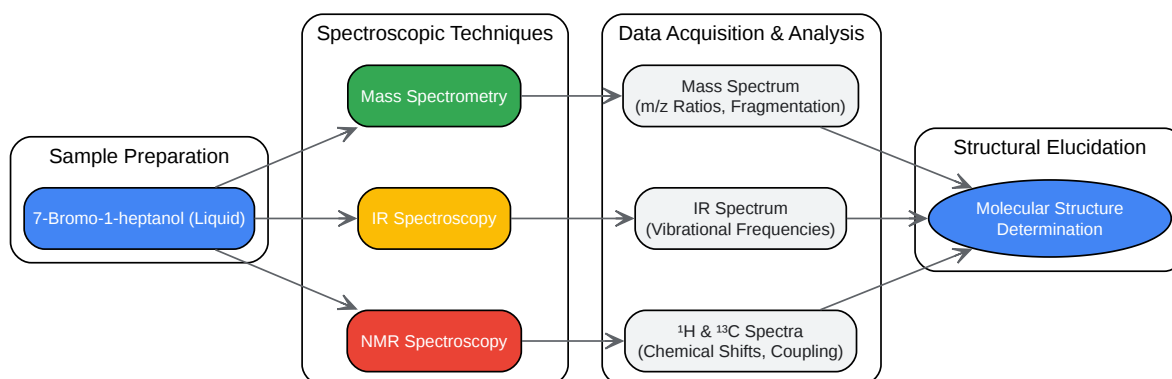 Sample Preparation
7-Bromo-1-heptanol (Liquid)
Spectroscopic Techniques
Mass Spectrometry
IR Spectroscopy
NMR Spectroscopy
Data Acquisition & Analysis
Mass Spectrum
(m/z Ratios, Fragmentation)
IR Spectrum
(Vibrational Frequencies)
¹H & ¹³C Spectra
(Chemical Shifts, Coupling)
Structural Elucidation
Molecular Structure
Determination